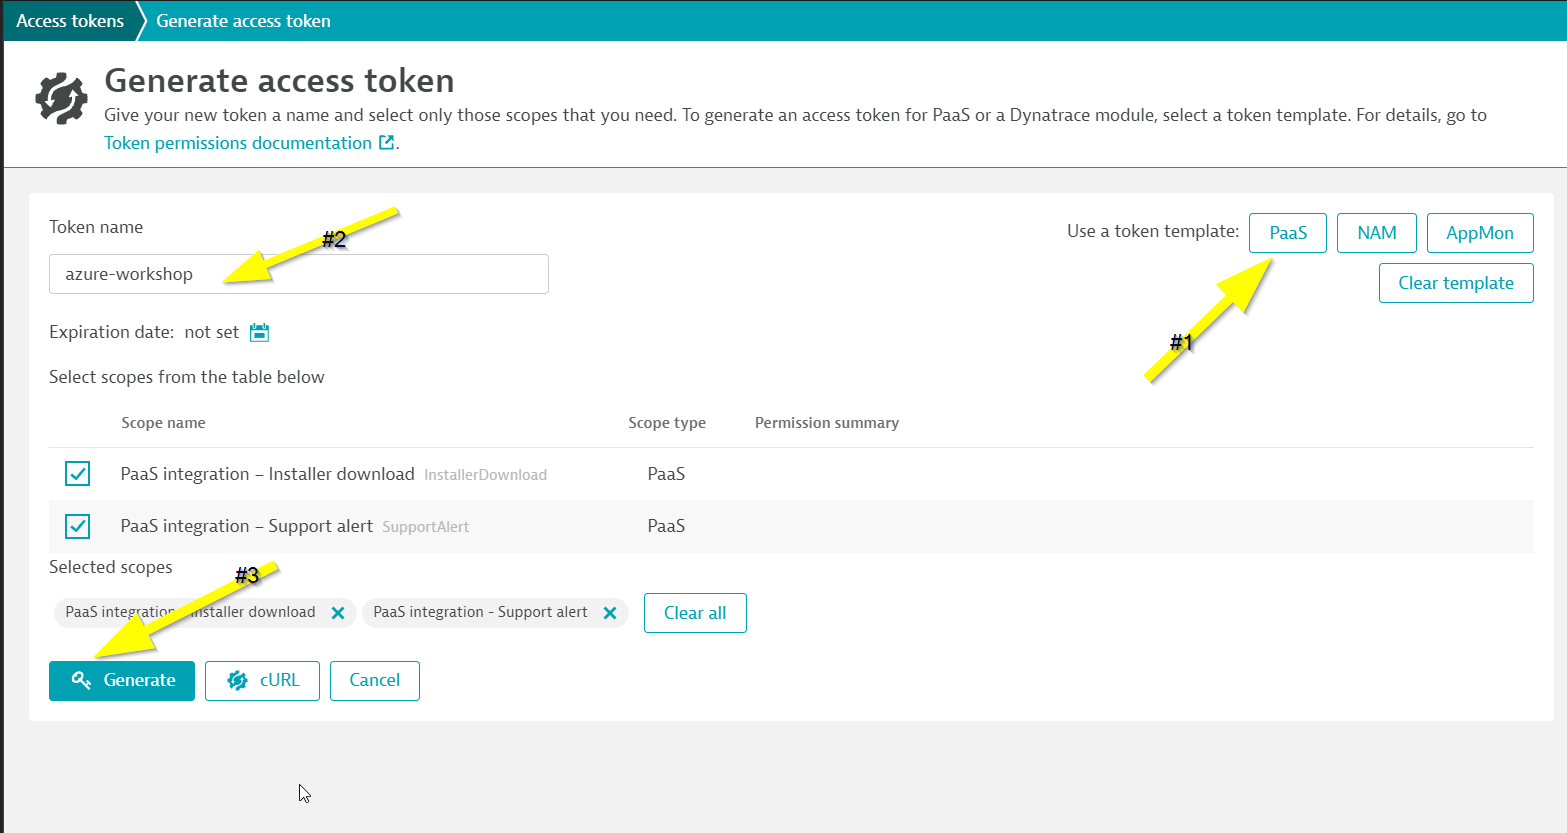 Access tokens
Generate access token
Generate access token
Give your new token a name and select only those scopes that you need. To generate an access token for PaaS or a Dynatrace module, select a token template. For details, go to
Token permissions documentation .
Token name
#2
Use a token template: PaaS NAM AppMon
azure-workshop
Clear template
Expiration date: not set
#1
Select scopes from the table below
Scope name Scope type Permission summary
PaaS integration – Installer download InstallerDownload PaaS
PaaS integration – Support alert SupportAlert PaaS
Selected scopes
#3
PaaS integration - Installer download PaaS integration - Support alert Clear all
Generate cURL Cancel